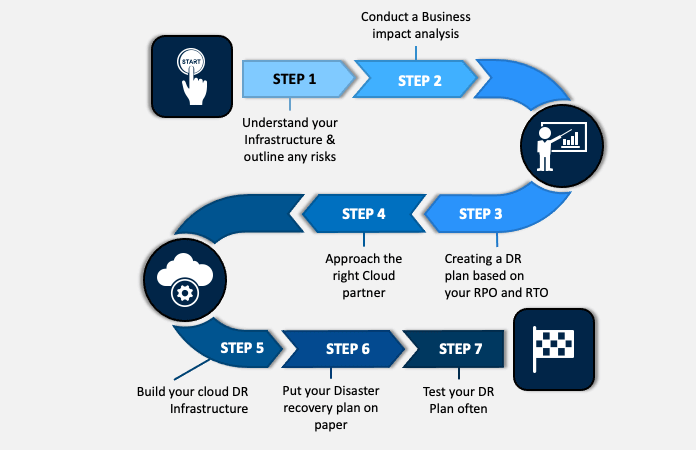 Conduct a Business
impact analysis
START
STEP 1
STEP 2
Understand your
Infrastructure &
outline any risks
STEP 4
STEP 3
Approach the
right Cloud
partner
Creating a DR
plan based on
your RPO and RTO
STEP 5
STEP 6
STEP 7
Build your cloud DR
Infrastructure
Put your Disaster
recovery plan on
paper
Test your DR
Plan often